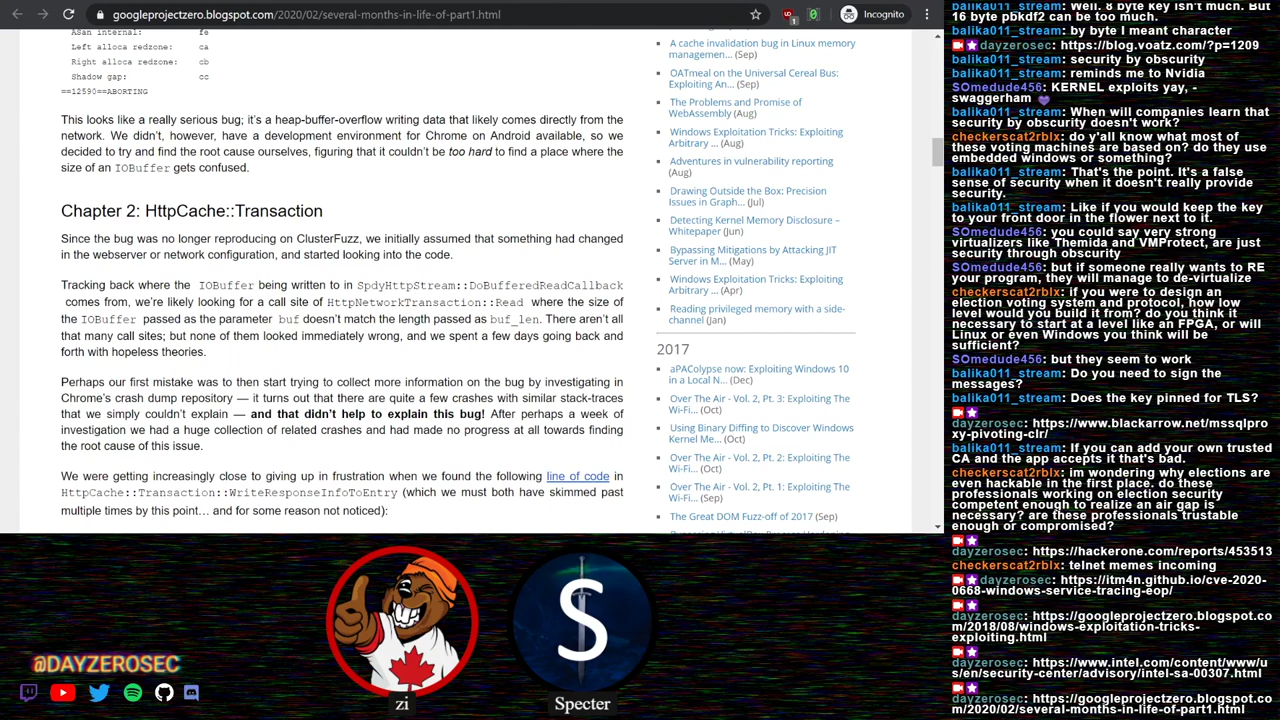 googleprojectzero.blogspot.com/2020/02/several-months-in-life-of-part1.html
1
Incognito
ASan internal: fe
Left alloca redzone: ca
Right alloca redzone: cb
Shadow gap: cc
==12590==ABORTING
This looks like a really serious bug; it's a heap-buffer-overflow writing data that likely comes directly from the
network. We didn't, however, have a development environment for Chrome on Android available, so we
decided to try and find the root cause ourselves, figuring that it couldn't be too hard to find a place where the
size of an IOBuffer gets confused.
Chapter 2: HttpCache::Transaction
Since the bug was no longer reproducing on ClusterFuzz, we initially assumed that something had changed
in the webserver or network configuration, and started looking into the code.
Tracking back where the IOBuffer being written to in SpdyHttpStream::DoBufferedReadCallback
comes from, we're likely looking for a call site of HttpNetworkTransaction::Read where the size of
the IOBuffer passed as the parameter buf doesn't match the length passed as buf_len. There aren't all
that many call sites; but none of them looked immediately wrong, and we spent a few days going back and
forth with hopeless theories.
Perhaps our first mistake was to then start trying to collect more information on the bug by investigating in
Chrome's crash dump repository — it turns out that there are quite a few crashes with similar stack-traces
that we simply couldn't explain — and that didn't help to explain this bug! After perhaps a week of
investigation we had a huge collection of related crashes and had made no progress at all towards finding
the root cause of this issue.
We were getting increasingly close to giving up in frustration when we found the following line of code in
HttpCache::Transaction::WriteResponseInfoToEntry (which we must both have skimmed past
multiple times by this point… and for some reason not noticed):
A cache invalidation bug in Linux memory
managemen... (Sep)
OATmeal on the Universal Cereal Bus:
Exploiting An... (Sep)
The Problems and Promise of
WebAssembly (Aug)
Windows Exploitation Tricks: Exploiting
Arbitrary ... (Aug)
Adventures in vulnerability reporting
(Aug)
Drawing Outside the Box: Precision
Issues in Graph... (Jul)
Detecting Kernel Memory Disclosure –
Whitepaper (Jun)
Bypassing Mitigations by Attacking JIT
Server in M... (May)
Windows Exploitation Tricks: Exploiting
Arbitrary ... (Apr)
Reading privileged memory with a side-
channel (Jan)
2017
aPAColypse now: Exploiting Windows 10
in a Local N... (Dec)
Over The Air - Vol. 2, Pt. 3: Exploiting The
Wi-Fi... (Oct)
Using Binary Diffing to Discover Windows
Kernel Me... (Oct)
Over The Air - Vol. 2, Pt. 2: Exploiting The
Wi-Fi... (Oct)
Over The Air - Vol. 2, Pt. 1: Exploiting The
Wi-Fi... (Sep)
The Great DOM Fuzz-off of 2017 (Sep)
balika011_stream: Well. 8 byte key isn't much. But
16 byte pbkdf2 can be too much.
balika011_stream: by byte I meant character
dayzerosec: https://blog.voatz.com/?p=1209
balika011_stream: security by obscurity
balika011_stream: reminds me to Nvidia
SOmedude456: KERNEL exploits yay, -
swaggerham
balika011_stream: When will companies learn that
security by obscurity doesn't work?
checkerscat2rblx: do y'all know what most of
these voting machines are based on? do they use
embedded windows or something?
balika011_stream: That's the point. It's a false
sense of security when it doesn't really provide
security.
balika011_stream: Like if you would keep the key
to your front door in the flower next to it.
SOmedude456: you could say very strong
virtualizers like Themida and VMProtect, are just
security through obscurity
SOmedude456: but if someone really wants to RE
your program, they will manage to de-virtualize
checkerscat2rblx: if you were to design an
election voting system and protocol, how low
level would you build it from? do you think it
necessary to start at a level like an FPGA, or will
Linux or even Windows you think will be
sufficient?
SOmedude456: but they seem to work
balika011_stream: Do you need to sign the
messages?
balika011_stream: Does the key pinned for TLS?
dayzerosec: https://www.blackarrow.net/mssqlpro
xy-pivoting-clr/
balika011_stream: If you can add your own trusted
CA and the app accepts it that's bad.
checkerscat2rblx: im wondering why elections are
even hackable in the first place. do these
professionals working on election security
competent enough to realize an air gap is
necessary? are these professionals trustable
enough or compromised?
dayzerosec: https://hackerone.com/reports/453513
checkerscat2rblx: telnet memes incoming
dayzerosec: https://itm4n.github.io/cve-2020-
0668-windows-service-tracing-eop/
dayzerosec: https://googleprojectzero.blogspot.co
m/2018/08/windows-exploitation-tricks-
exploiting.html
dayzerosec: https://www.intel.com/content/www/u
s/en/security-center/advisory/intel-sa-00307.html
dayzerosec: https://googleprojectzero.blogspot.co
m/2020/02/several-months-in-life-of-part1.html
@DAYZEROSEC
S
zi
Specter